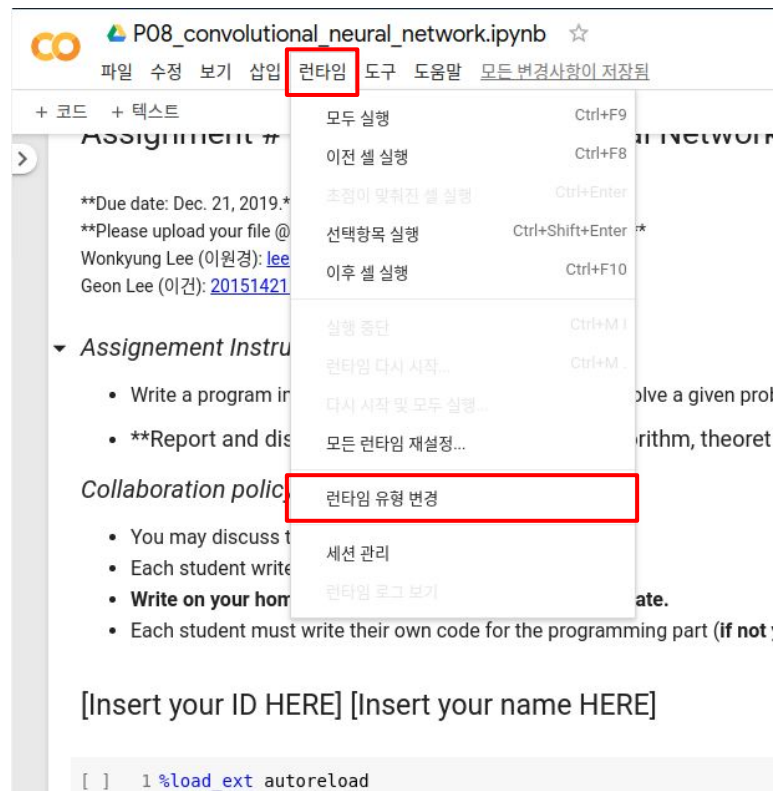 P08_convolutional_neural_network.ipynb
파일 수정 보기 삽입 런타임 도구 도움말 모든 변경사항이 저장됨
+ 코드 + 텍스트
Assignment #
모두 실행 Ctrl+F9
이전 셀 실행 Ctrl+F8
**Due date: Dec. 21, 2019.*
초점이 맞춰진 셀 실행 Ctrl+Enter
**Please upload your file @
선택항목 실행 Ctrl+Shift+Enter
Wonkyung Lee (이원경): lee
이후 셀 실행 Ctrl+F10
Geon Lee (이건): 20151421
실행 중단 Ctrl+M I
Assignement Instru
런타임 다시 시작... Ctrl+M .
Write a program in
olve a given pro
다시 시작 및 모두 실행...
**Report and dis
rithm, theoret
모든 런타임 재설정...
Collaboration policy
런타임 유형 변경
You may discuss t
세션 관리
Each student write
런타임 로그 보기
Write on your hom
ate.
Each student must write their own code for the programming part (if not
[Insert your ID HERE] [Insert your name HERE]
[ ] 1 %load_ext autoreload